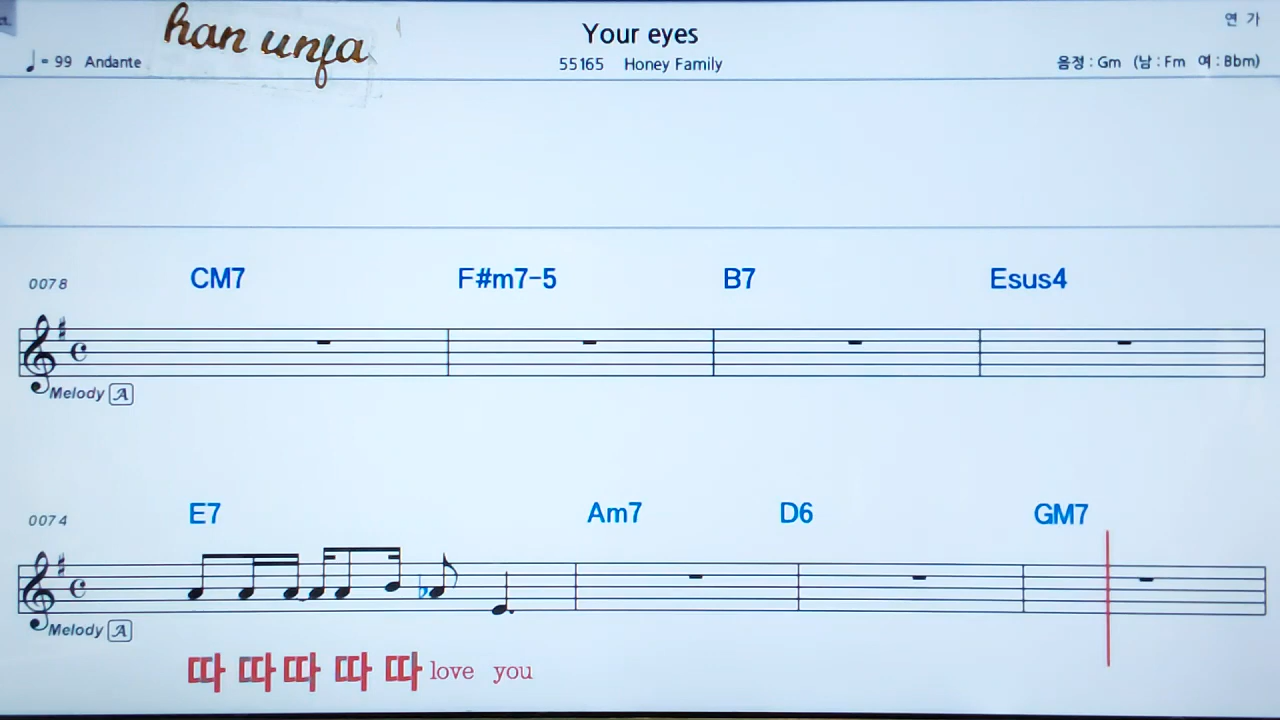 han unfa
Your eyes
연 가
♩= 99 Andante
55165 Honey Family
음정 : Gm (남 : Fm 여 : Bbm)
CM7 F#m7-5 B7 Esus4
0078
Melody A
E7 Am7 D6 GM7
0074
Melody A
따 따 따 따 따 love you